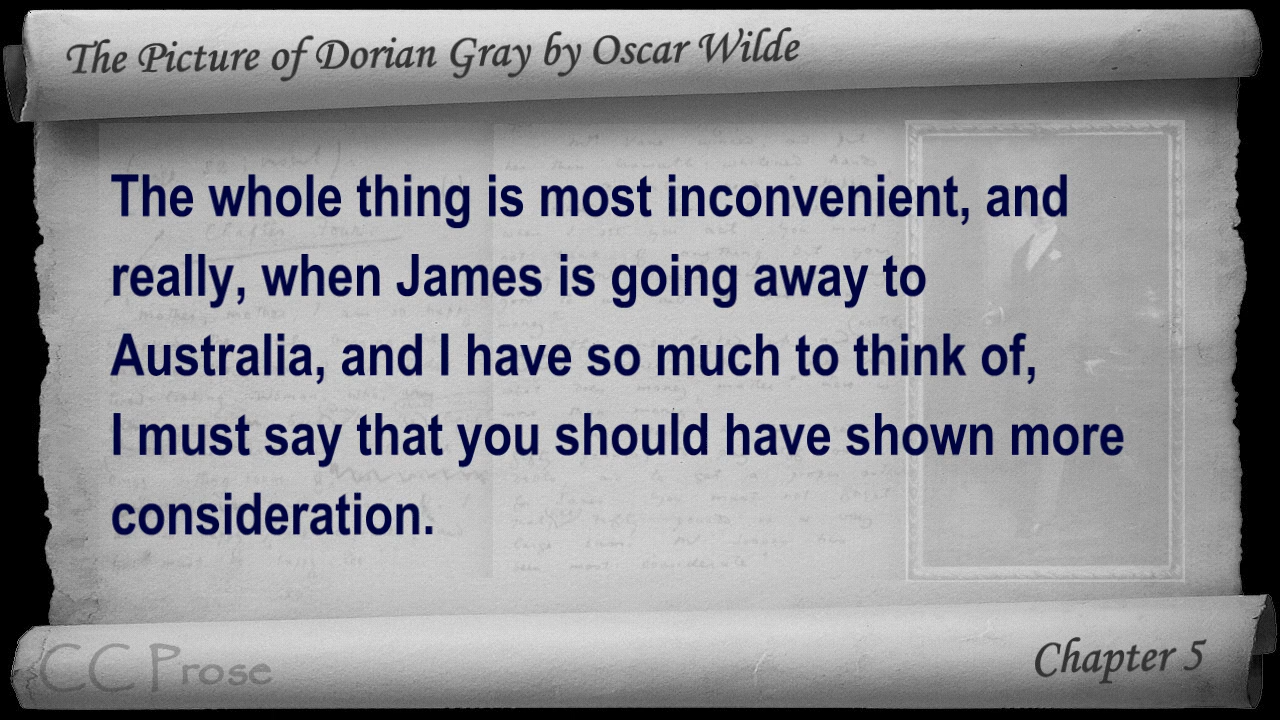 The Picture of Dorian Gray by Oscar Wilde
The whole thing is most inconvenient, and
really, when James is going away to
Australia, and I have so much to think of,
I must say that you should have shown more
consideration.
CC Prose
Chapter 5